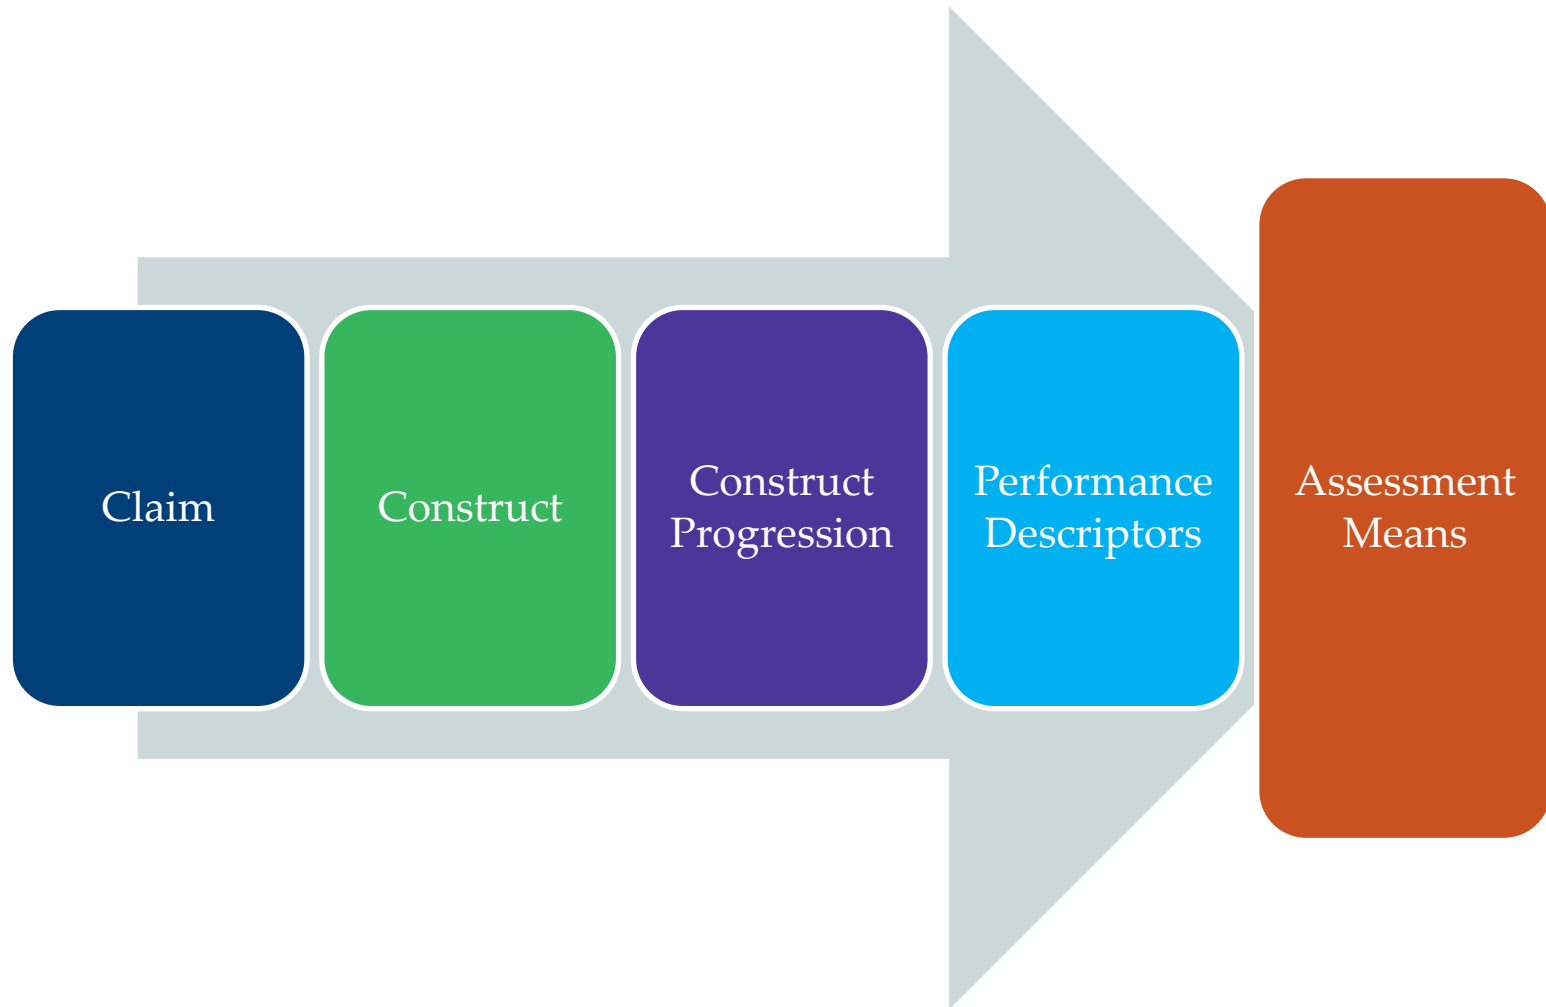 Claim
Construct
Construct
Progression
Performance
Descriptors
Assessment
Means